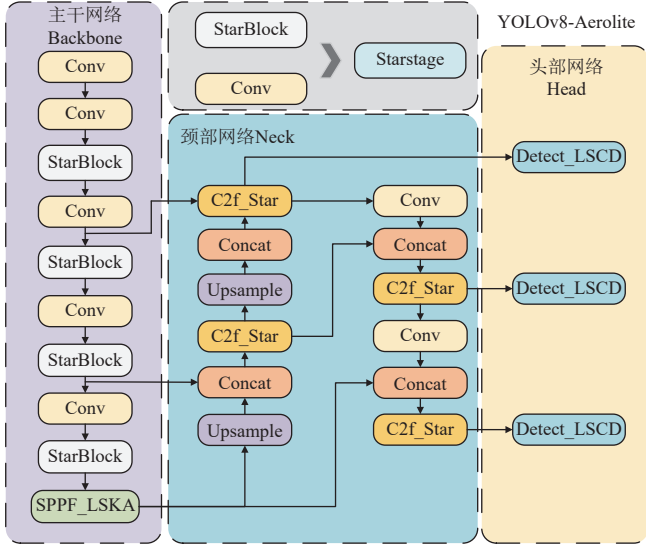 主干网络
Backbone
Conv
Conv
StarBlock
Conv
StarBlock
Conv
StarBlock
Conv
StarBlock
SPPF_LSKA
StarBlock
Conv
Starstage
颈部网络Neck
C2f_Star
Concat
Upsample
C2f_Star
Concat
Upsample
Conv
Concat
C2f_Star
Conv
Concat
C2f_Star
YOLOv8-Aerolite
头部网络
Head
Detect_LSCD
Detect_LSCD
Detect_LSCD